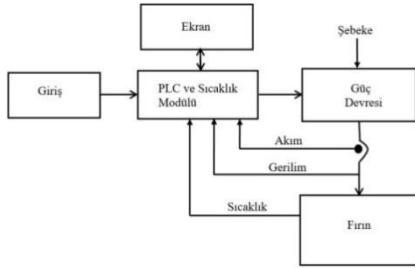 Ekran
Şebeke
Giriş
PLC ve Sıcaklık
Modülü
Güç
Devresi
Akım
Gerilim
Sıcaklık
Fırın